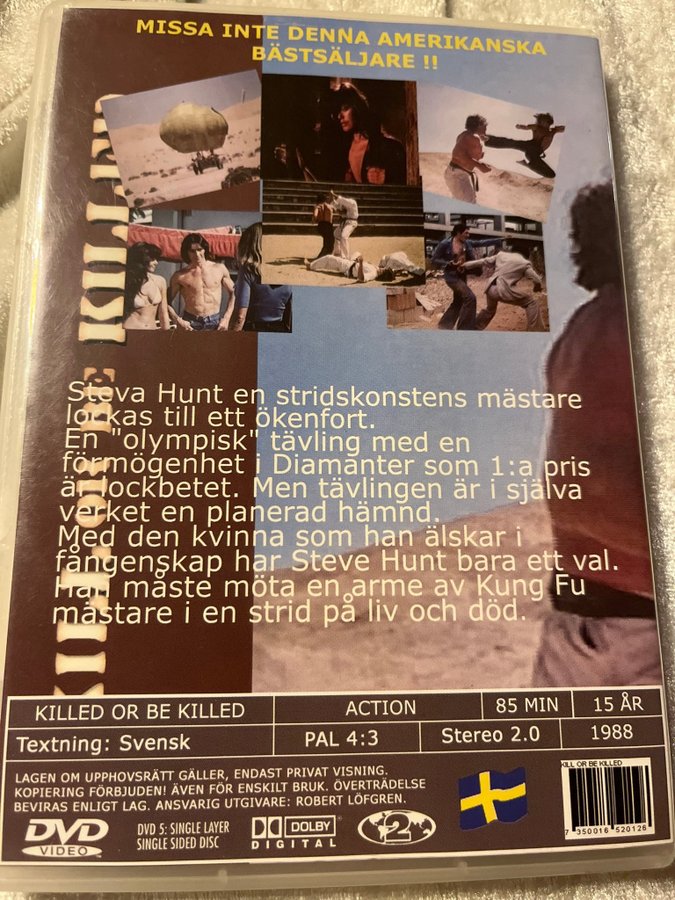 MISSA INTE DENNA AMERIKANSKA
BÄSTSÄLJARE !!
KILL OR BE KILLED
Steva Hunt en stridskonstens mästare
lockas till ett ökenfort.
En "olympisk" tävling med en
förmögenhet i Diamanter som 1:a pris
är lockbetet. Men tävlingen är i själva
verket en planerad hämnd.
Med den kvinna som han älskar i
fångenskap har Steve Hunt bara ett val.
Han måste möta en arme av Kung Fu
mästare i en strid på liv och död.
KILLED OR BE KILLED
ACTION
85 MIN
15 ÅR
Textning: Svensk
PAL 4:3
Stereo 2.0
1988
LAGEN OM UPPHOVSRÄTT GÄLLER, ENDAST PRIVAT VISNING.
KOPIERING FÖRBJUDEN! ÄVEN FÖR ENSKILT BRUK. ÖVERTRÄDELSE
BEVIRAS ENLIGT LAG. ANSVARIG UTGIVARE: ROBERT LÖFGREN.
DVD
VIDEO
DVD 5: SINGLE LAYER
SINGLE SIDED DISC
DOLBY
DIGITAL
2
KILL OR BE KILLED
7 350016 520126